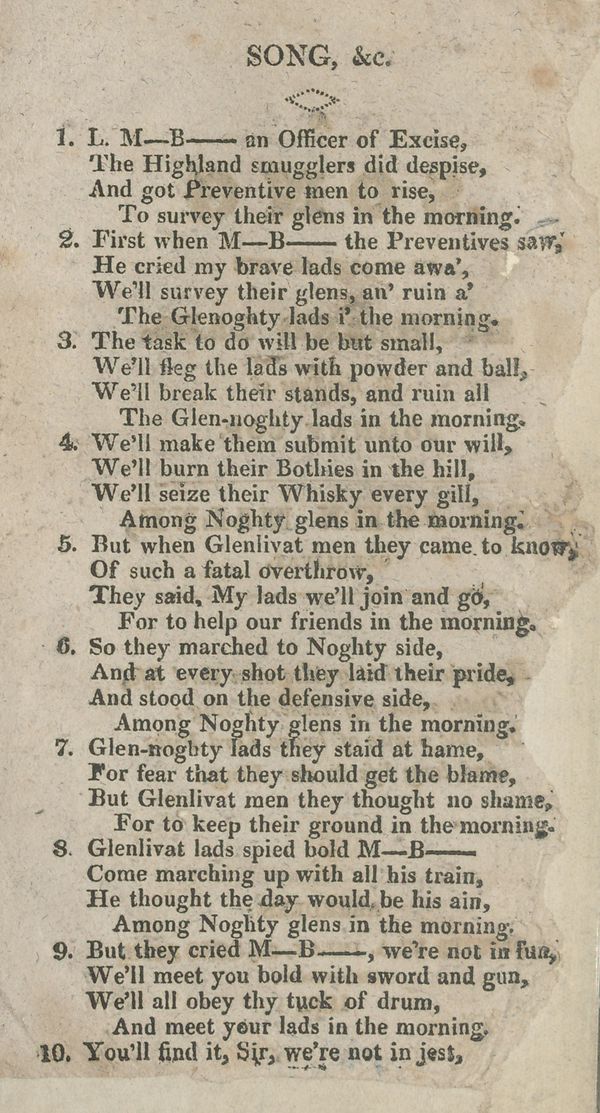 SONG, &c.
1. L. M—B—— an Officer of Excise,
The Highland smugglers did despise,
And got Preventive men to rise,
To survey their glens in the morning.
2. First when M—B—— the Preventives saw,
He cried my brave lads come awa',
We'll survey their glens, an' ruin a'
The Glenoghty lads i' the morning.
3. The task to do will be but small,
We'll fleg the lads with powder and ball,
We'll break their stands, and ruin all
The Glen-noghty lads in the morning.
4. We'll make them submit unto our will,
We'll burn their Bothies in the hill,
We'll seize their Whisky every gill,
Among Noghty glens in the morning.
5. But when Glenlivat men they came to know,
Of such a fatal overthrow,
They said, My lads we'll join and go,
For to help our friends in the morning.
6. So they marched to Noghty side,
And at every shot they laid their pride,
And stood on the defensive side,
Among Noghty glens in the morning.
7. Glen-noghty lads they staid at hame,
For fear that they should get the blame,
But Glenlivat men they thought no shame,
For to keep their ground in the morning.
8. Glenlivat lads spied bold M—B——
Come marching up with all his train,
He thought the day would be his ain,
Among Noghty glens in the morning.
9. But they cried M—B——, we're not in fun,
We'll meet you bold with sword and gun,
We'll all obey thy tuck of drum,
And meet your lads in the morning.
10. You'll find it, Sir, we're not in jest,